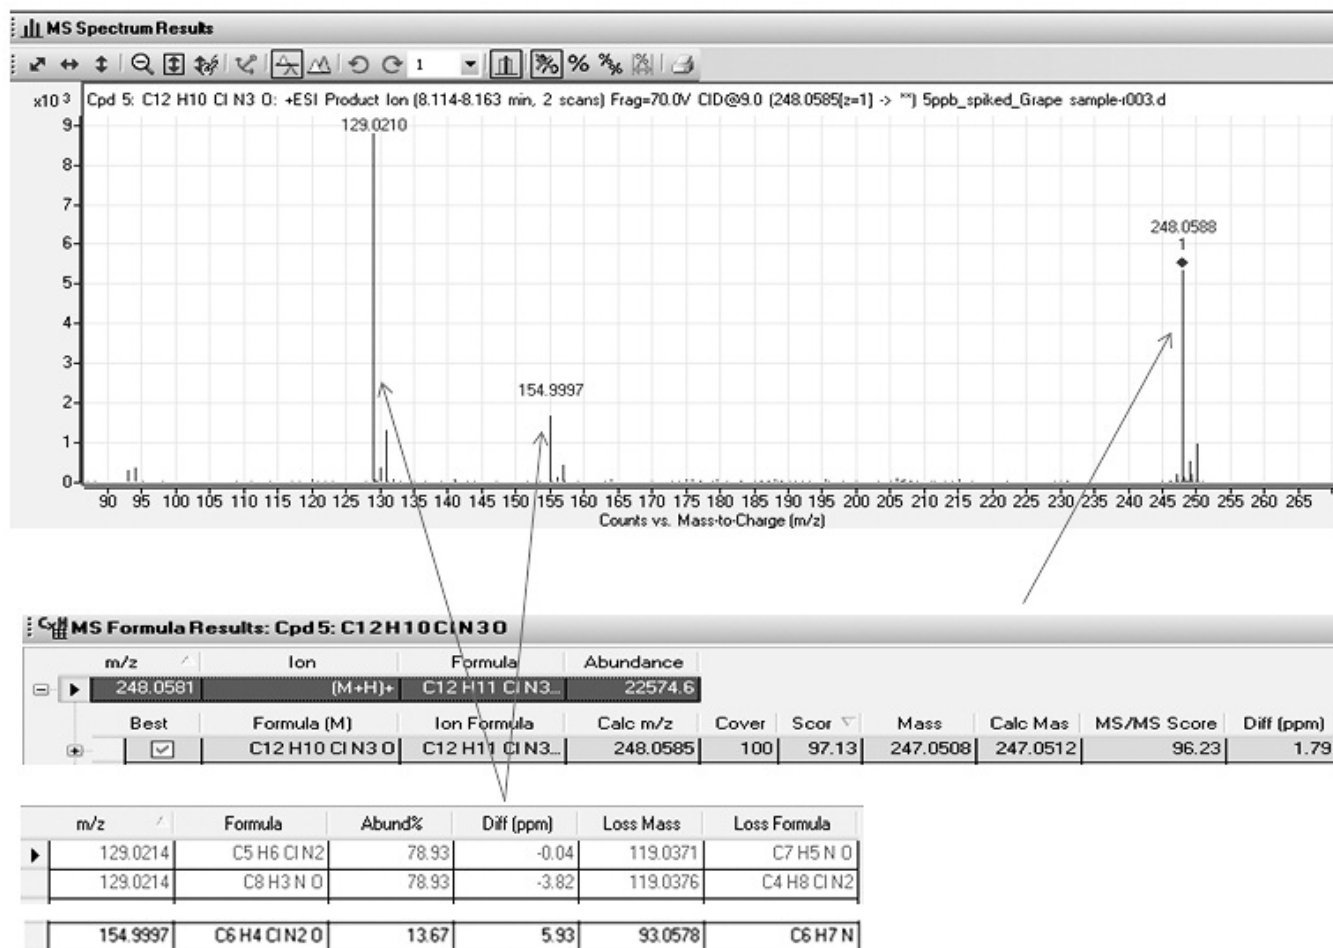 MS Spectrum Results
1
x10 3
Cpd 5: C12 H10 Cl N3 O: +ESI Product Ion (8.114-8.163 min, 2 scans) Frag=70.0V CID@9.0 (248.0585[z=1] -> **) 5ppb_spiked_Grape sample-r003.d
9
8
7
6
5
4
3
2
1
0
129.0210
154.9997
248.0588
1
90 95 100 105 110 115 120 125 130 135 140 145 150 155 160 165 170 175 180 185 190 195 200 205 210 215 220 225 230 235 240 245 250 255 260 265
Counts vs. Mass-to-Charge (m/z)
MS Formula Results: Cpd 5: C12 H10 Cl N3 O
m/z Ion Formula Abundance
248.0581 (M+H)+ C12 H11 Cl N3... 22574.6
Best Formula (M) Ion Formula Calc m/z Cover Scor Mass Calc Mas MS/MS Score Diff (ppm)
C12 H10 Cl N3 O C12 H11 Cl N3... 248.0585 100 97.13 247.0508 247.0512 96.23 1.79
m/z Formula Abund% Diff (ppm) Loss Mass Loss Formula
129.0214 C5 H6 Cl N2 78.93 -0.04 119.0371 C7 H5 N O
129.0214 C8 H3 N O 78.93 -3.82 119.0376 C4 H8 Cl N2
154.9997 C6 H4 Cl N2 O 13.67 5.93 93.0578 C6 H7 N